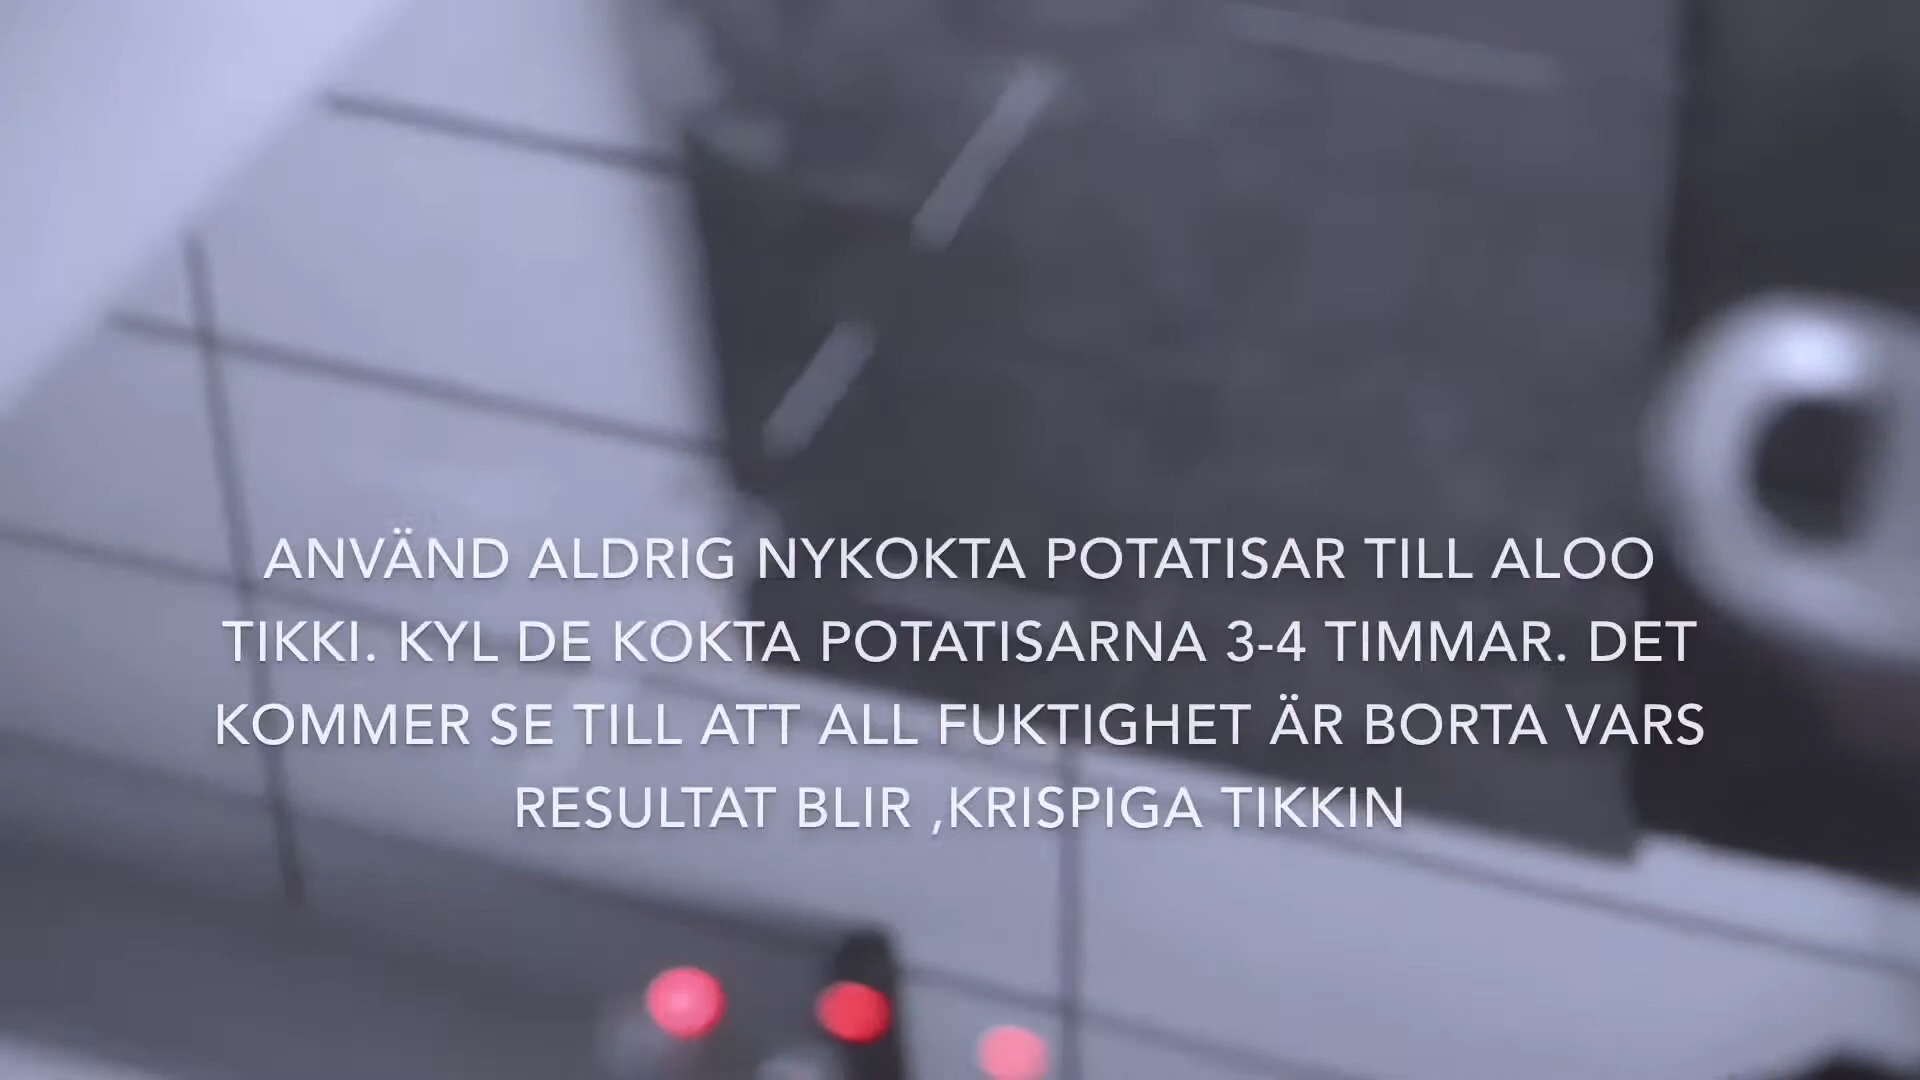 ANVÄND ALDRIG NYKOKTA POTATISAR TILL ALOO
TIKKI. KYL DE KOKTA POTATISARNA 3-4 TIMMAR. DET
KOMMER SE TILL ATT ALL FUKTIGHET ÄR BORTA VARS
RESULTAT BLIR ,KRISPIGA TIKKIN